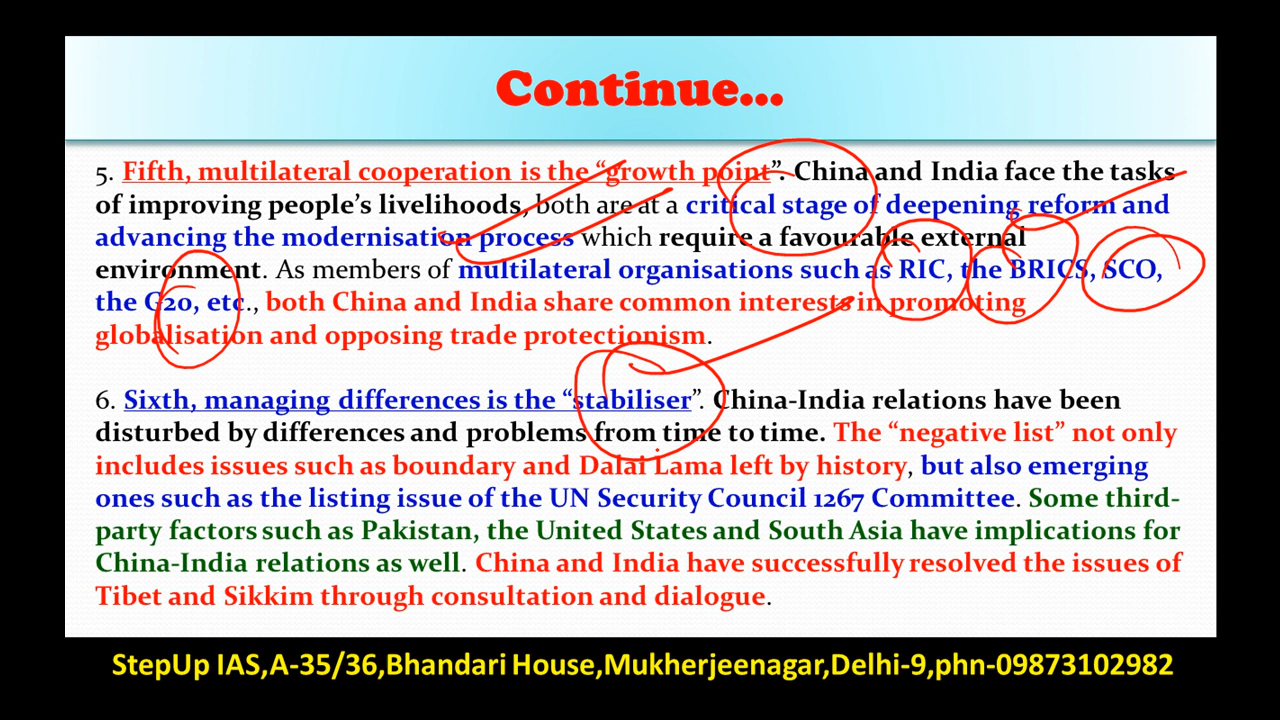 Continue...
5. Fifth, multilateral cooperation is the “growth point”. China and India face the tasks
of improving people’s livelihoods, both are at a critical stage of deepening reform and
advancing the modernisation process which require a favourable external
environment. As members of multilateral organisations such as RIC, the BRICS, SCO,
the G20, etc., both China and India share common interests in promoting
globalisation and opposing trade protectionism.
6. Sixth, managing differences is the “stabiliser”. China-India relations have been
disturbed by differences and problems from time to time. The “negative list” not only
includes issues such as boundary and Dalai Lama left by history, but also emerging
ones such as the listing issue of the UN Security Council 1267 Committee. Some third-
party factors such as Pakistan, the United States and South Asia have implications for
China-India relations as well. China and India have successfully resolved the issues of
Tibet and Sikkim through consultation and dialogue.
StepUp IAS,A-35/36,Bhandari House,Mukherjeenagar,Delhi-9,phn-09873102982